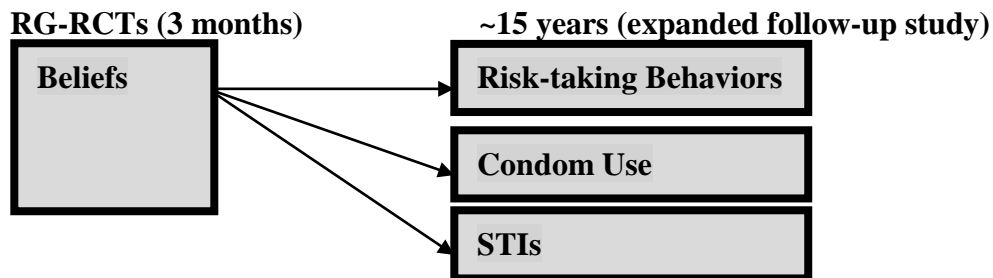 RG-RCTs (3 months) ~15 years (expanded follow-up study)
Beliefs
Risk-taking Behaviors
Condom Use
STIs